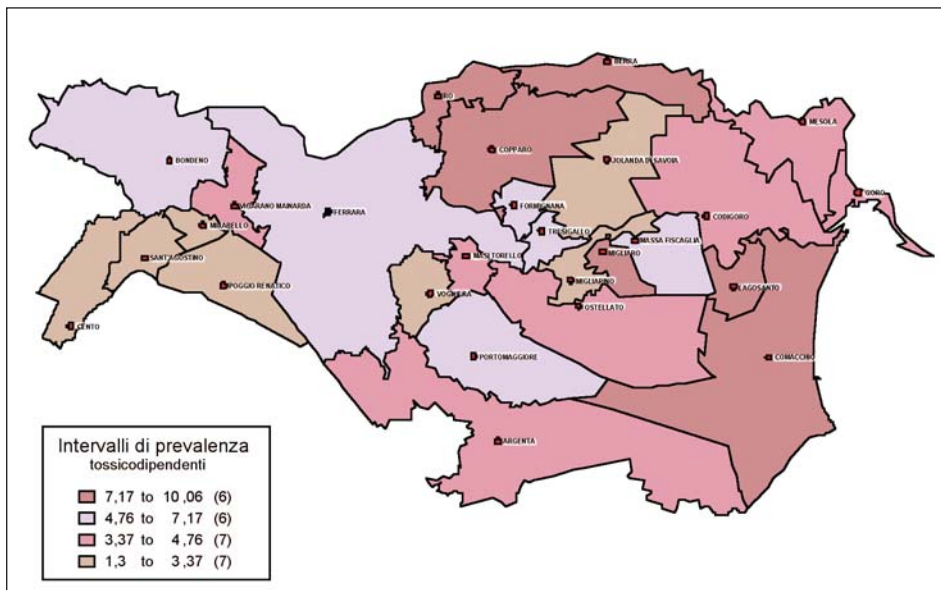 BERRA
RO
MESOLA
COPPARO
BONDENO
JOLANDA DI SAVOIA
GORO
VIGARANO MAINARDA
FORMIGNANA
FERRARA
CODIGORO
MIRABELLO
TRESIGALLO
MASSA FISCAGLIA
MASI TORELLO
MIGLIARO
SANT'AGOSTINO
POGGIO RENATICO
MIGLIARINO
LAGOSANTO
VOGHIERA
OSTELLATO
CENTO
PORTOMAGGIORE
COMACCHIO
ARGENTA
Intervalli di prevalenza
tossicodipendenti
7,17 to 10,06 (6)
4,76 to 7,17 (6)
3,37 to 4,76 (7)
1,3 to 3,37 (7)